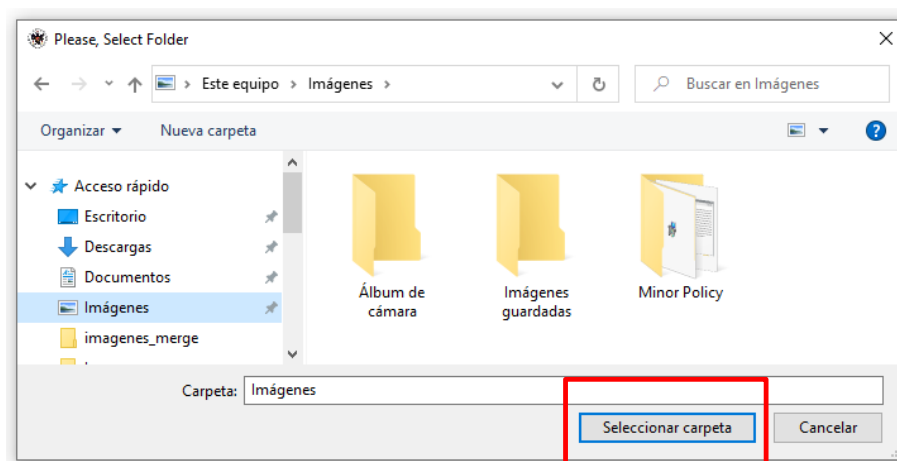 Please, Select Folder
Este equipo > Imágenes >
Buscar en Imágenes
Organizar
Nueva carpeta
?
Acceso rápido
Escritorio
Descargas
Documentos
Imágenes
imagenes_merge
Álbum de
cámara
Imágenes
guardadas
Minor Policy
Carpeta: Imágenes
Seleccionar carpeta
Cancelar